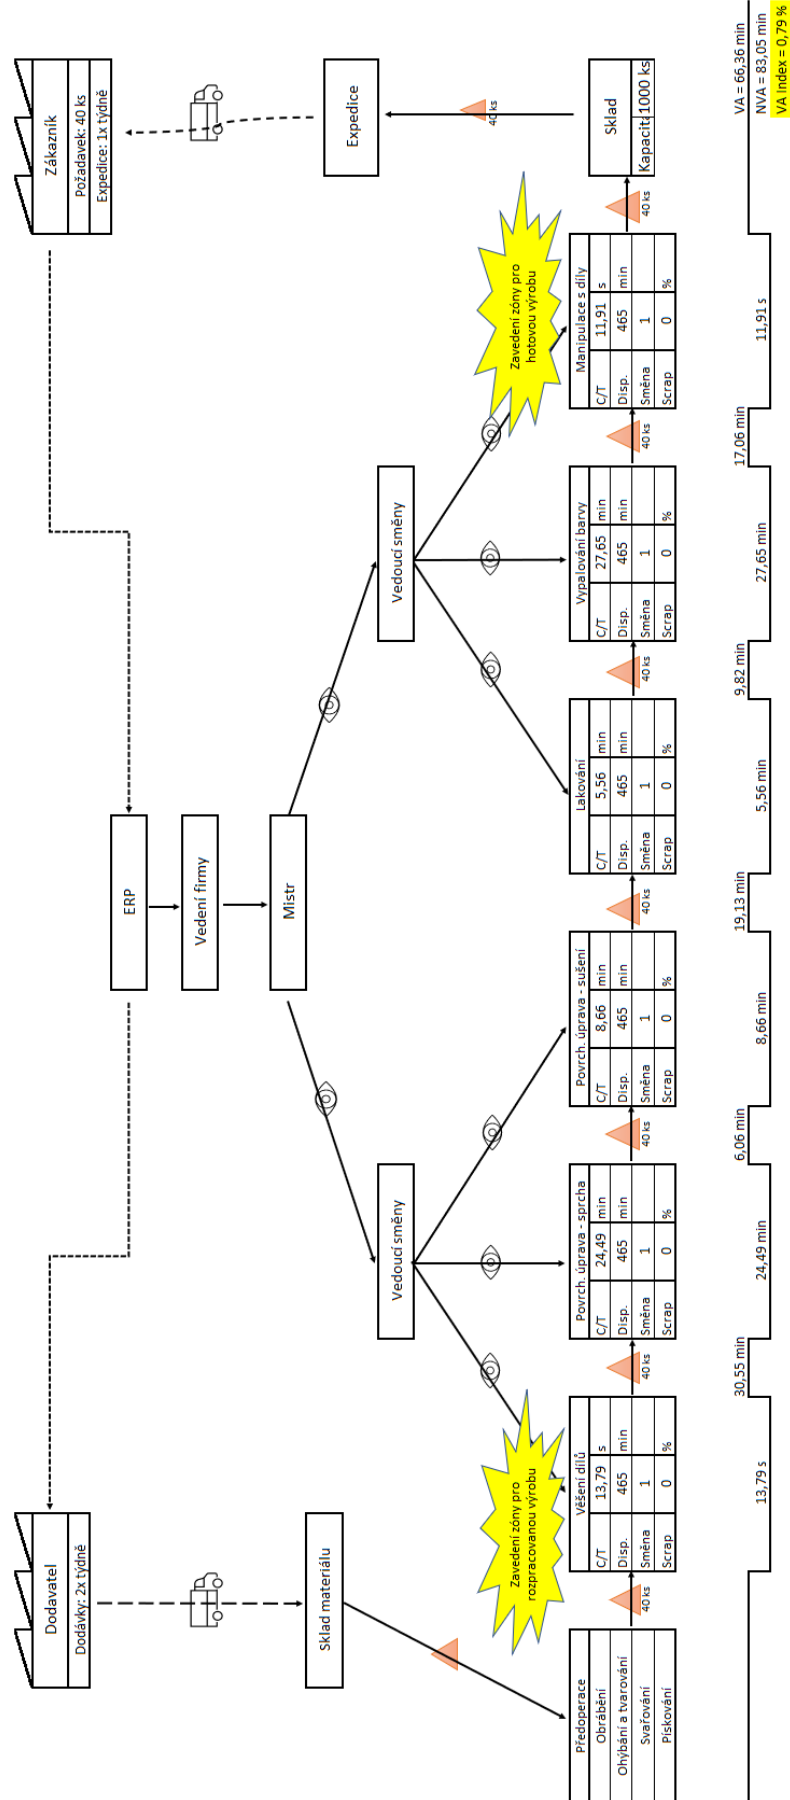 Dodavatel
Dodávky: 2x týdně
ERP
Zákazník
Požadavek: 40 ks
Expedice: 1x týdně
Vedení firmy
Sklad materiálu
Mistr
Expedice
Vedoucí směny
Vedoucí směny
40 ks
Zavedení zóny pro
rozpracovanou výrobu
Zavedení zóny pro
hotovou výrobu
Předoperace
Obrábění
Ohýbání a tvarování
Svařování
Pískování
40 ks
Věšení dílů
C/T 13,79 s
Disp. 465 min
Směna 1
Scrap 0 %
40 ks
Povrch. úprava - sprcha
C/T 24,49 min
Disp. 465 min
Směna 1
Scrap 0 %
40 ks
Povrch. úprava - sušení
C/T 8,66 min
Disp. 465 min
Směna 1
Scrap 0 %
40 ks
Lakování
C/T 5,56 min
Disp. 465 min
Směna 1
Scrap 0 %
40 ks
Vypalování barvy
C/T 27,65 min
Disp. 465 min
Směna 1
Scrap 0 %
40 ks
Manipulace s díly
C/T 11,91 s
Disp. 465 min
Směna 1
Scrap 0 %
40 ks
Sklad
Kapacita 1000 ks
30,55 min
6,06 min
19,13 min
9,82 min
17,06 min
13,79 s
24,49 min
8,66 min
5,56 min
27,65 min
11,91 s
VA = 66,36 min
NVA = 83,05 min
VA Index = 0,79 %